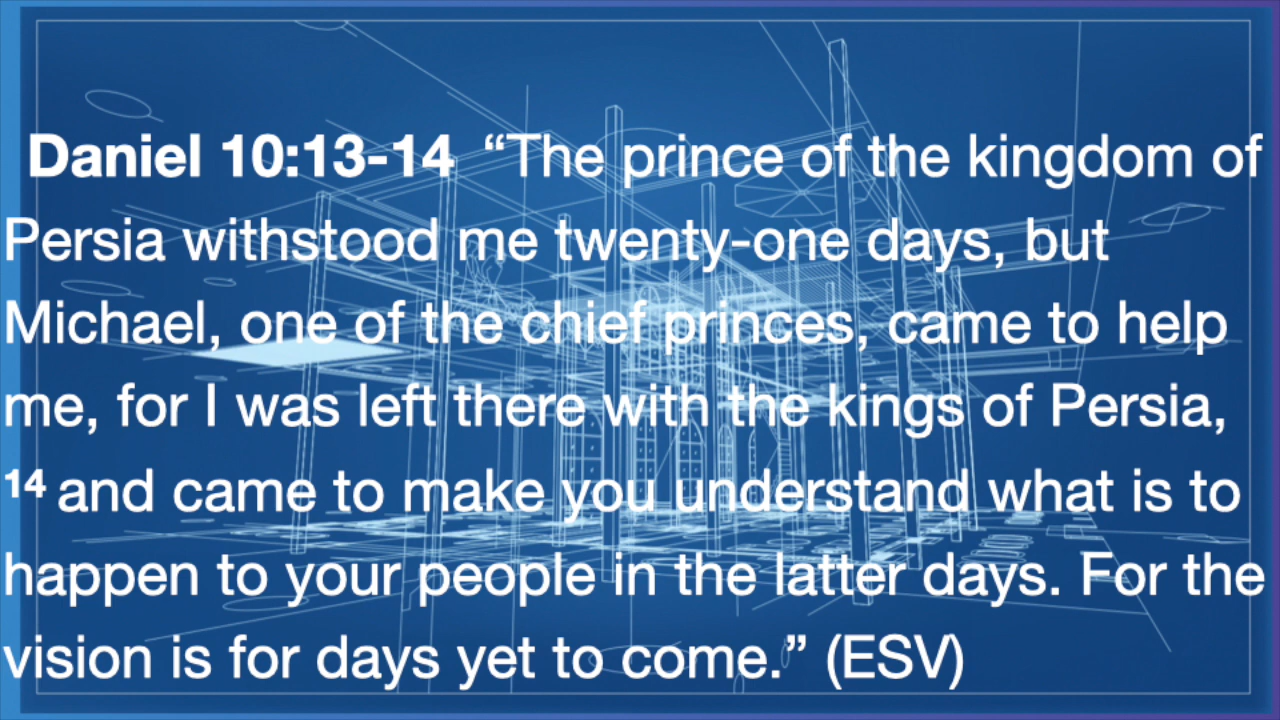 Daniel 10:13-14 “The prince of the kingdom of
Persia withstood me twenty-one days, but
Michael, one of the chief princes, came to help
me, for I was left there with the kings of Persia,
14 and came to make you understand what is to
happen to your people in the latter days. For the
vision is for days yet to come.” (ESV)